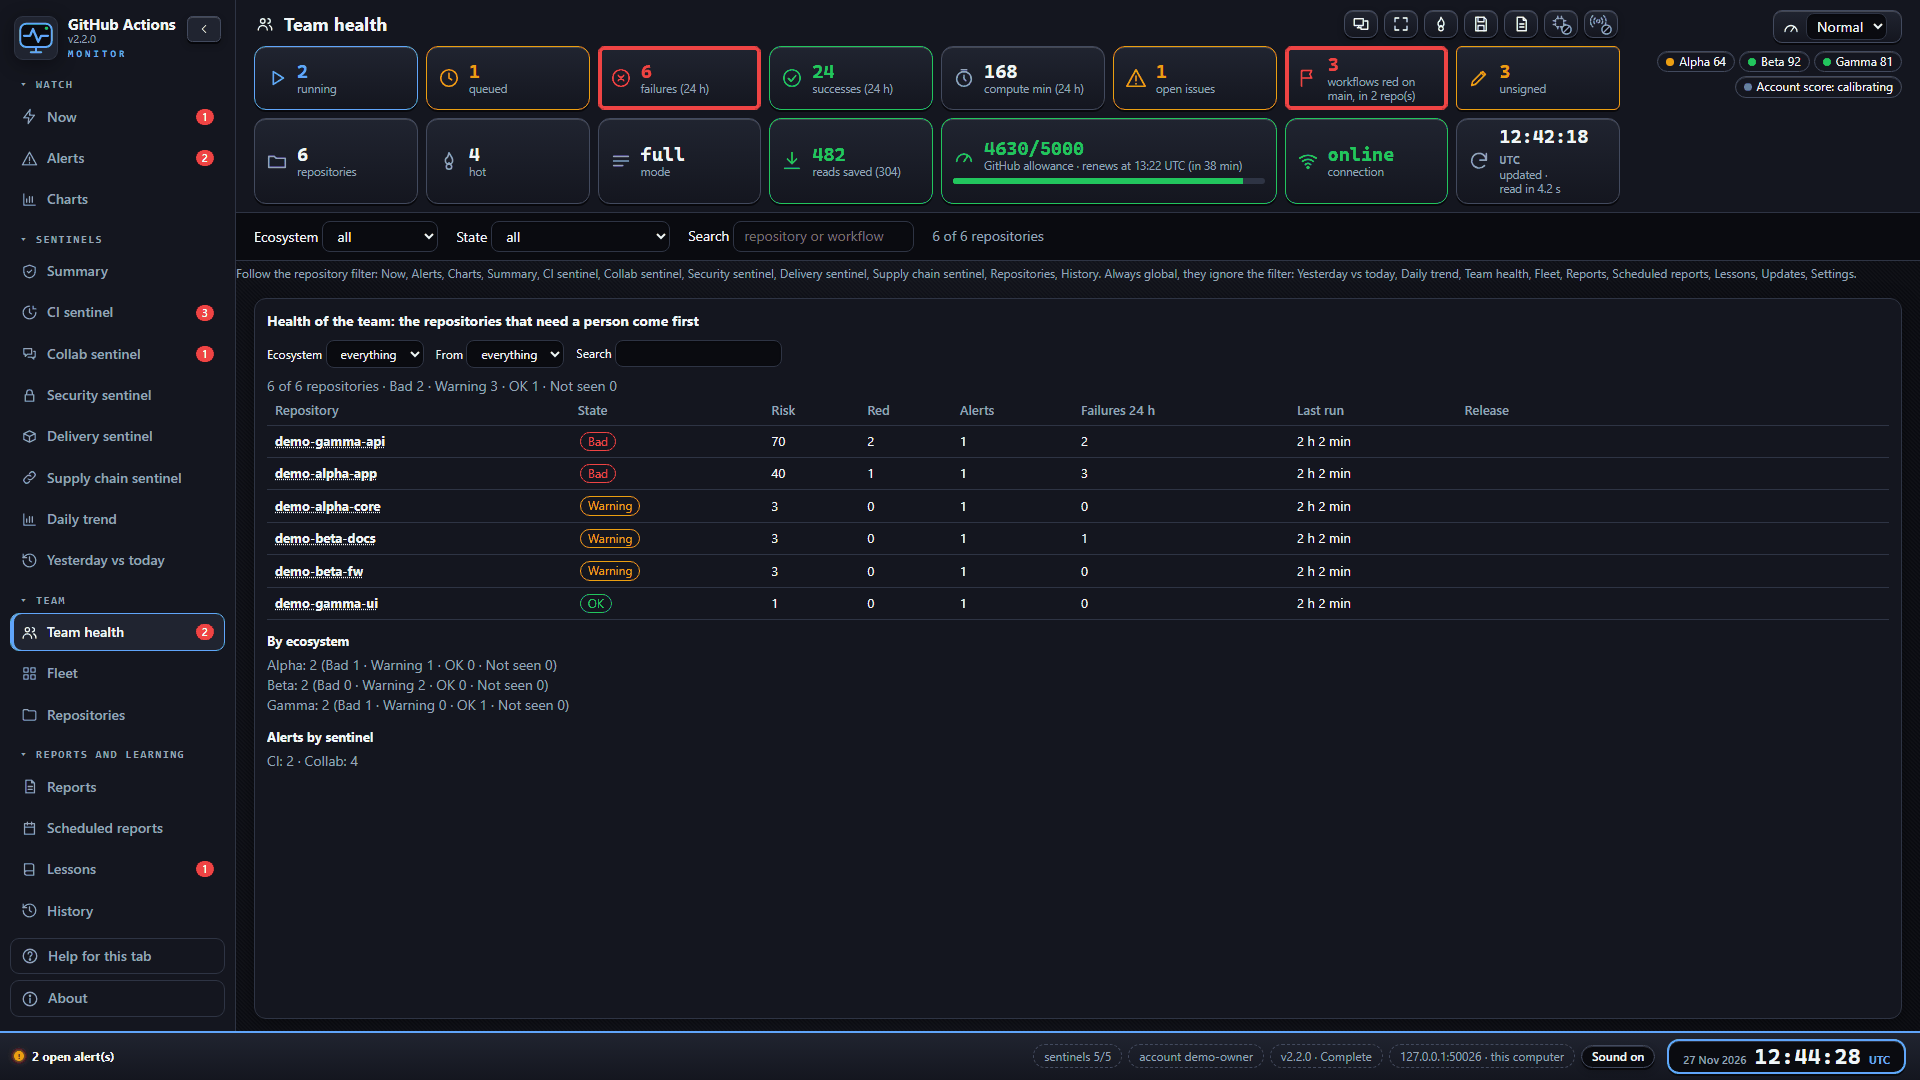 GitHub Actions
v2.2.0
MONITOR
WATCH
Now 1
Alerts 2
Charts
SENTINELS
Summary
CI sentinel 3
Collab sentinel 1
Security sentinel
Delivery sentinel
Supply chain sentinel
Daily trend
Yesterday vs today
TEAM
Team health 2
Fleet
Repositories
REPORTS AND LEARNING
Reports
Scheduled reports
Lessons 1
History
Help for this tab
About
Team health
Normal
2
running
1
queued
6
failures (24 h)
24
successes (24 h)
168
compute min (24 h)
1
open issues
3
workflows red on
main, in 2 repo(s)
3
unsigned
Alpha 64 Beta 92 Gamma 81
Account score: calibrating
6
repositories
4
hot
full
mode
482
reads saved (304)
4630/5000
GitHub allowance · renews at 13:22 UTC (in 38 min)
online
connection
12:42:18
UTC
updated ·
read in 4.2 s
Ecosystem all State all Search repository or workflow 6 of 6 repositories
Follow the repository filter: Now, Alerts, Charts, Summary, CI sentinel, Collab sentinel, Security sentinel, Delivery sentinel, Supply chain sentinel, Repositories, History. Always global, they ignore the filter: Yesterday vs today, Daily trend, Team health, Fleet, Reports, Scheduled reports, Lessons, Updates, Settings.
Health of the team: the repositories that need a person come first
Ecosystem everything From everything Search
6 of 6 repositories · Bad 2 · Warning 3 · OK 1 · Not seen 0
Repository State Risk Red Alerts Failures 24 h Last run Release
demo-gamma-api Bad 70 2 1 2 2 h 2 min
demo-alpha-app Bad 40 1 1 3 2 h 2 min
demo-alpha-core Warning 3 0 1 0 2 h 2 min
demo-beta-docs Warning 3 0 1 1 2 h 2 min
demo-beta-fw Warning 3 0 1 0 2 h 2 min
demo-gamma-ui OK 1 0 1 0 2 h 2 min
By ecosystem
Alpha: 2 (Bad 1 · Warning 1 · OK 0 · Not seen 0)
Beta: 2 (Bad 0 · Warning 2 · OK 0 · Not seen 0)
Gamma: 2 (Bad 1 · Warning 0 · OK 1 · Not seen 0)
Alerts by sentinel
CI: 2 · Collab: 4
2 open alert(s)
sentinels 5/5
account demo-owner
v2.2.0 · Complete
127.0.0.1:50026 · this computer
Sound on
27 Nov 2026 12:44:28 UTC